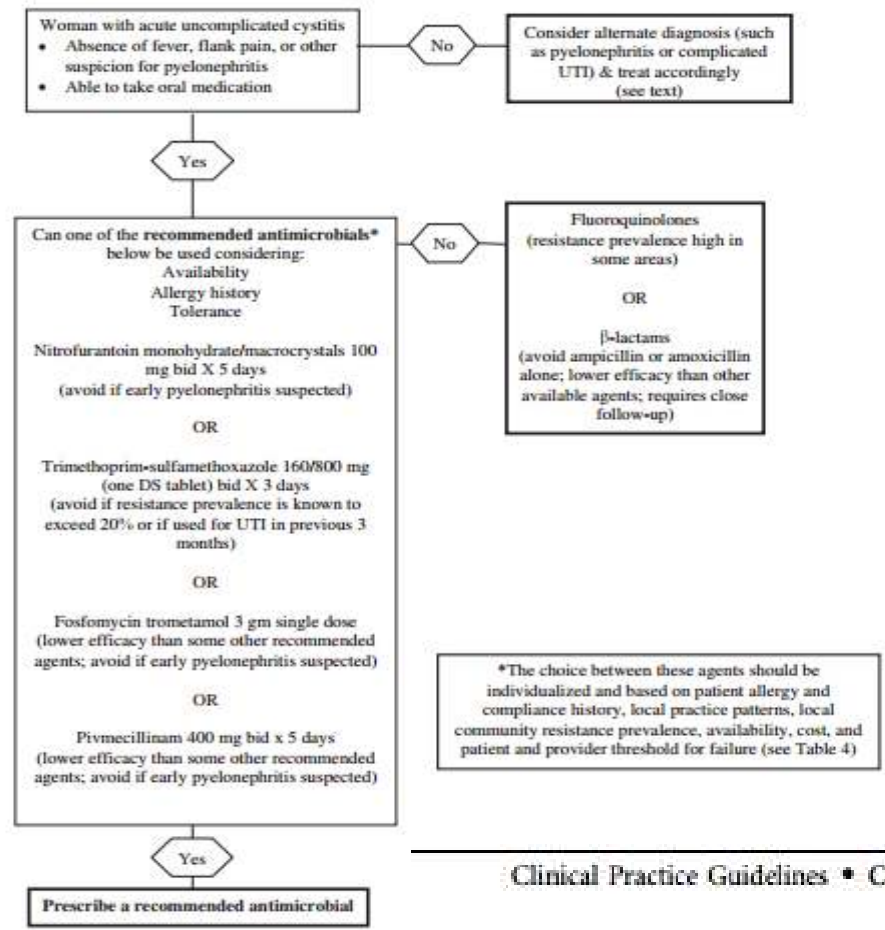 Woman with acute uncomplicated cystitis
• Absence of fever, flank pain, or other
suspicion for pyelonephritis
• Able to take oral medication
No
Consider alternate diagnosis (such
as pyelonephritis or complicated
UTI) & treat accordingly
(see text)
Yes
Can one of the recommended antimicrobials*
below be used considering:
Availability
Allergy history
Tolerance
Nitrofurantoin monohydrate/macrocrystals 100
mg bid X 5 days
(avoid if early pyelonephritis suspected)
OR
Trimethoprim-sulfamethoxazole 160/800 mg
(one DS tablet) bid X 3 days
(avoid if resistance prevalence is known to
exceed 20% or if used for UTI in previous 3
months)
OR
Fosfomycin trometamol 3 gm single dose
(lower efficacy than some other recommended
agents; avoid if early pyelonephritis suspected)
OR
Pivmecillinam 400 mg bid x 5 days
(lower efficacy than some other recommended
agents; avoid if early pyelonephritis suspected)
No
Fluoroquinolones
(resistance prevalence high in
some areas)
OR
β-lactams
(avoid ampicillin or amoxicillin
alone; lower efficacy than other
available agents; requires close
follow-up)
*The choice between these agents should be
individualized and based on patient allergy and
compliance history, local practice patterns, local
community resistance prevalence, availability, cost, and
patient and provider threshold for failure (see Table 4)
Yes
Prescribe a recommended antimicrobial
Clinical Practice Guidelines • C